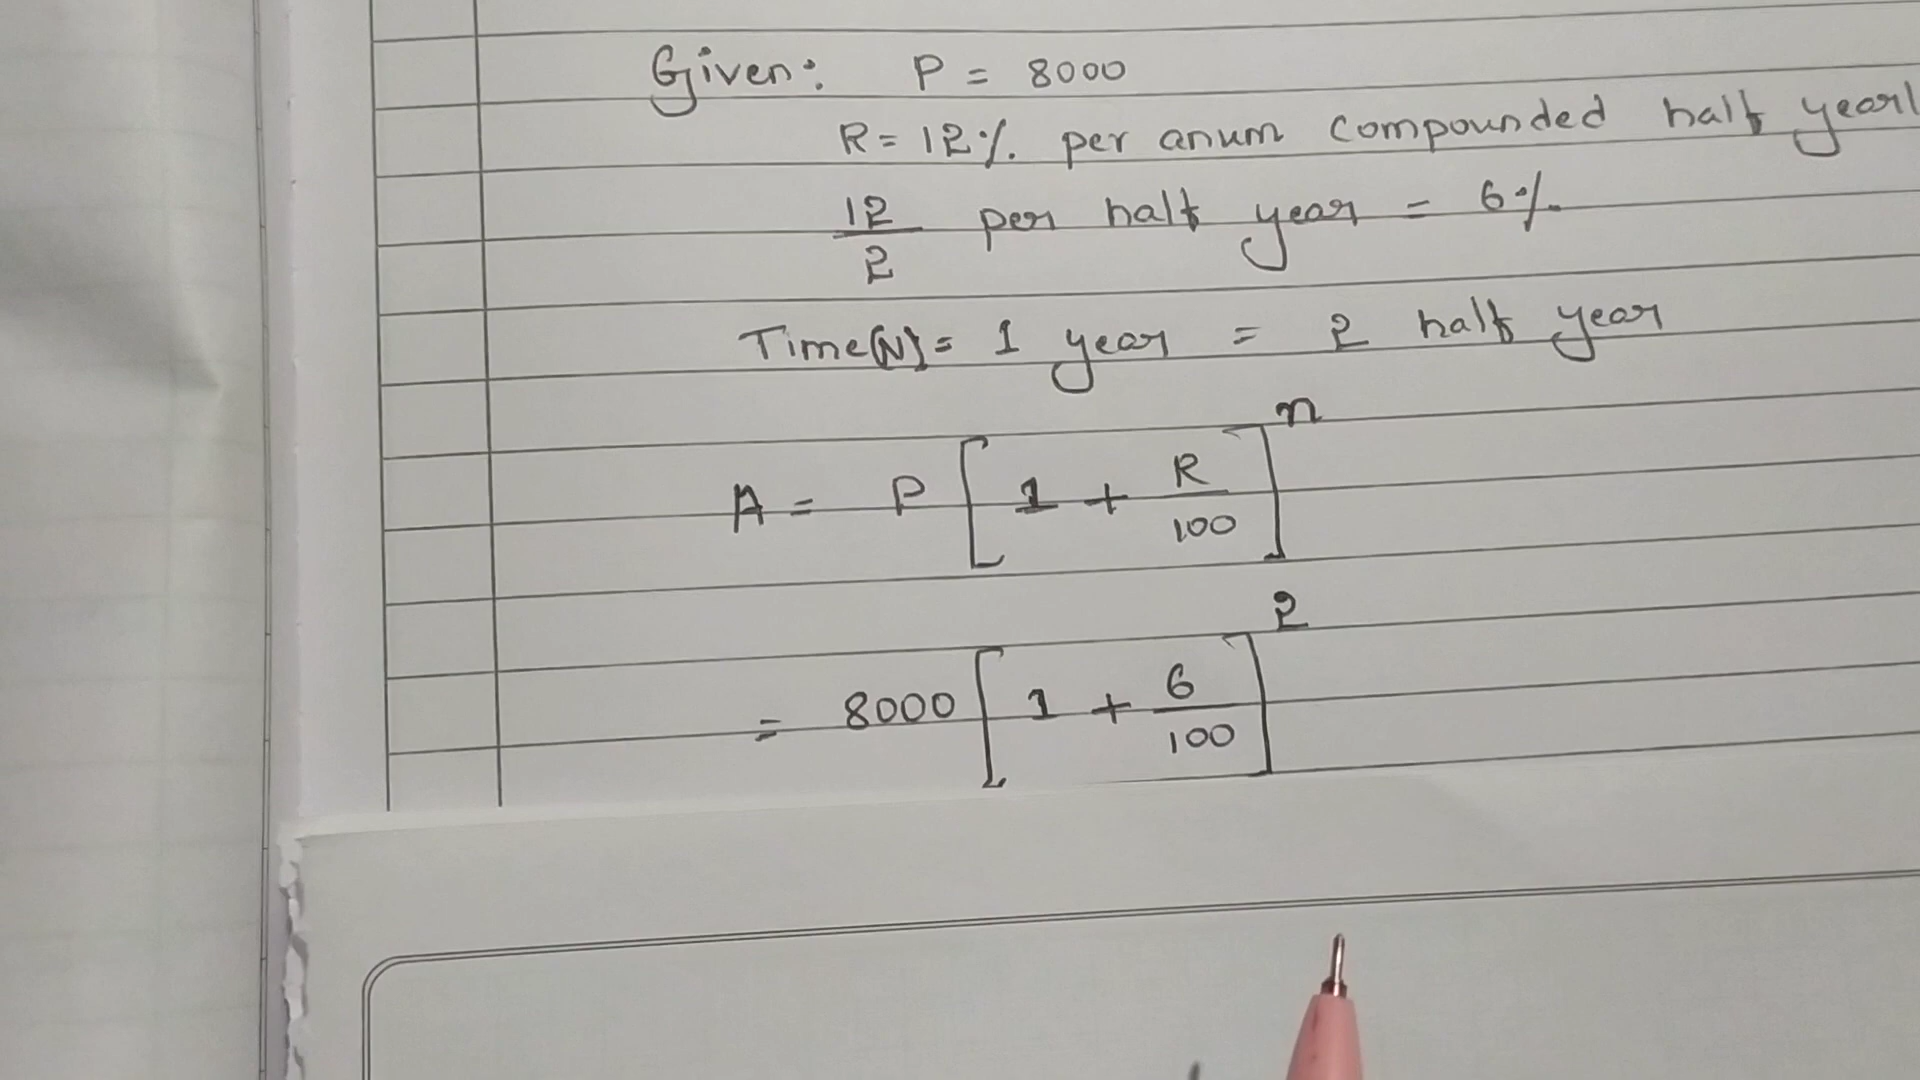 Given: P = 8000
R = 12% per anum compounded half yearl
12/2 per half year = 6%
Time(N) = 1 year = 2 half year
A = P [1 + R/100]^n
= 8000 [1 + 6/100]^2